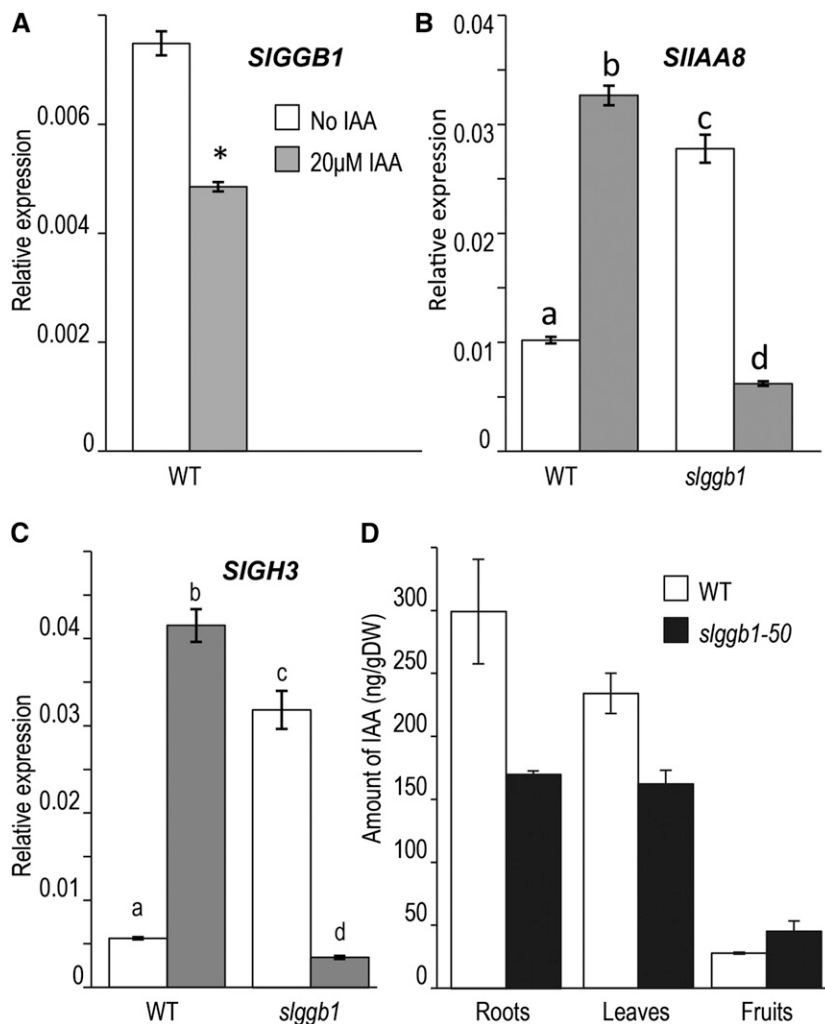 A
SlGGB1
No IAA
20µM IAA
*
Relative expression
0.006
0.004
0.002
0
WT
B
SlIAA8
Relative expression
0.04
0.03
0.02
0.01
0
a
b
c
d
WT
slggb1
C
SlGH3
Relative expression
0.04
0.03
0.02
0.01
0
a
b
c
d
WT
slggb1
D
WT
slggb1-50
Amount of IAA (ng/gDW)
300
250
200
150
100
50
0
Roots
Leaves
Fruits